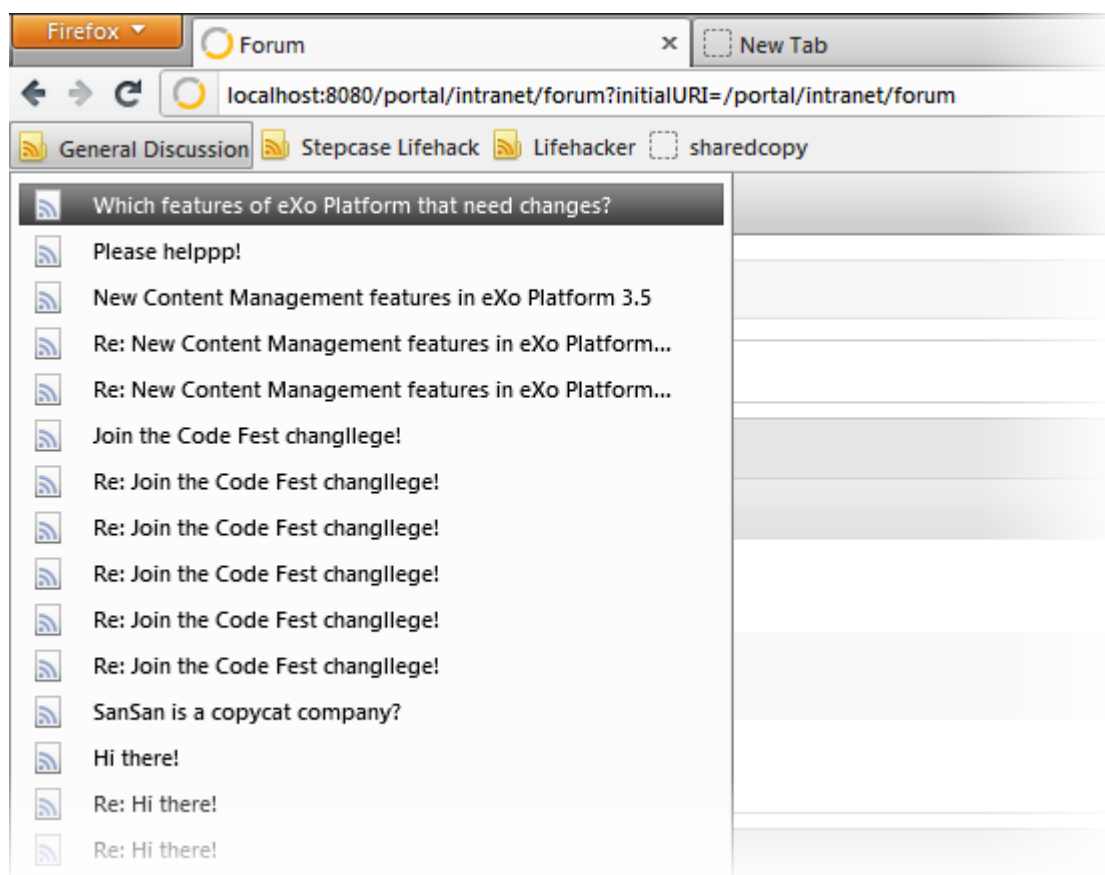 Firefox
Forum
New Tab
localhost:8080/portal/intranet/forum?initialURI=/portal/intranet/forum
General Discussion Stepcase Lifehack Lifehacker sharedcopy
Which features of eXo Platform that need changes?
Please helppp!
New Content Management features in eXo Platform 3.5
Re: New Content Management features in eXo Platform...
Re: New Content Management features in eXo Platform...
Join the Code Fest changllege!
Re: Join the Code Fest changllege!
Re: Join the Code Fest changllege!
Re: Join the Code Fest changllege!
Re: Join the Code Fest changllege!
Re: Join the Code Fest changllege!
SanSan is a copycat company?
Hi there!
Re: Hi there!
Re: Hi there!